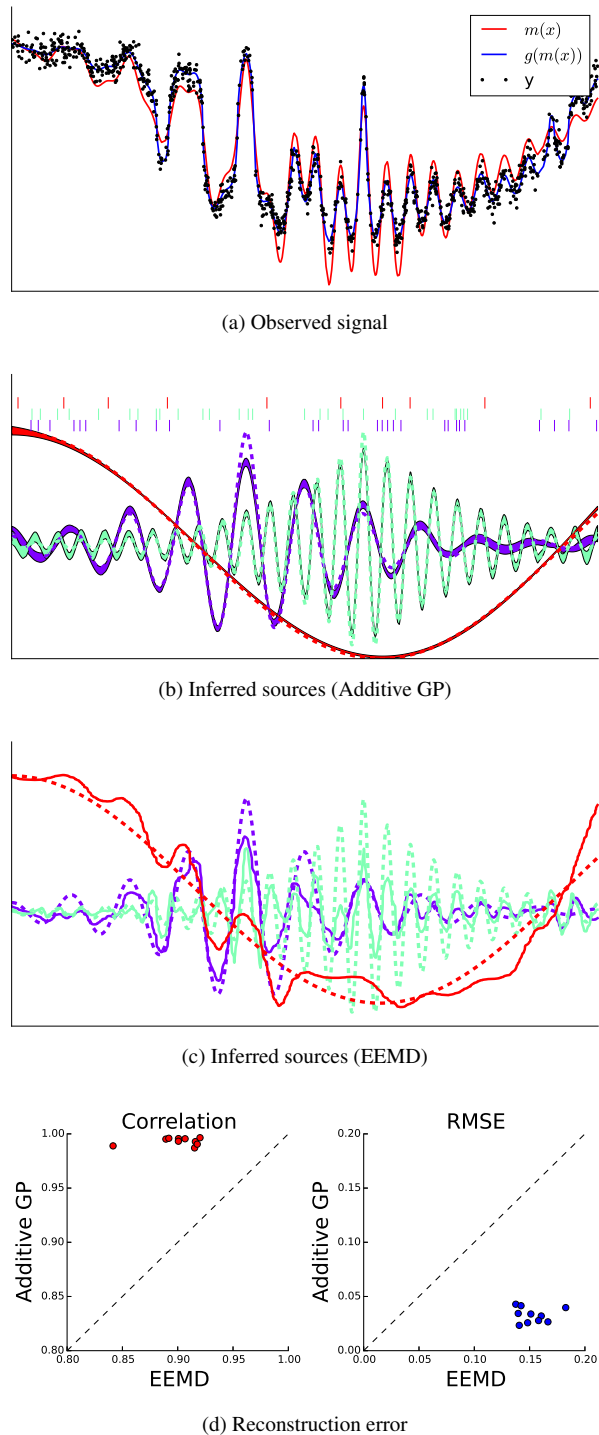 m(x)
g(m(x))
y
(a) Observed signal
(b) Inferred sources (Additive GP)
(c) Inferred sources (EEMD)
Correlation
1.00
0.95
0.90
0.85
0.80
Additive GP
0.80 0.85 0.90 0.95 1.00
EEMD
RMSE
0.20
0.15
0.10
0.05
0.00
Additive GP
0.00 0.05 0.10 0.15 0.20
EEMD
(d) Reconstruction error